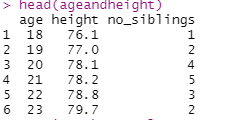 > head(ageandheight)
age height no_siblings
1 18 76.1 1
2 19 77.0 2
3 20 78.1 4
4 21 78.2 5
5 22 78.8 3
6 23 79.7 2